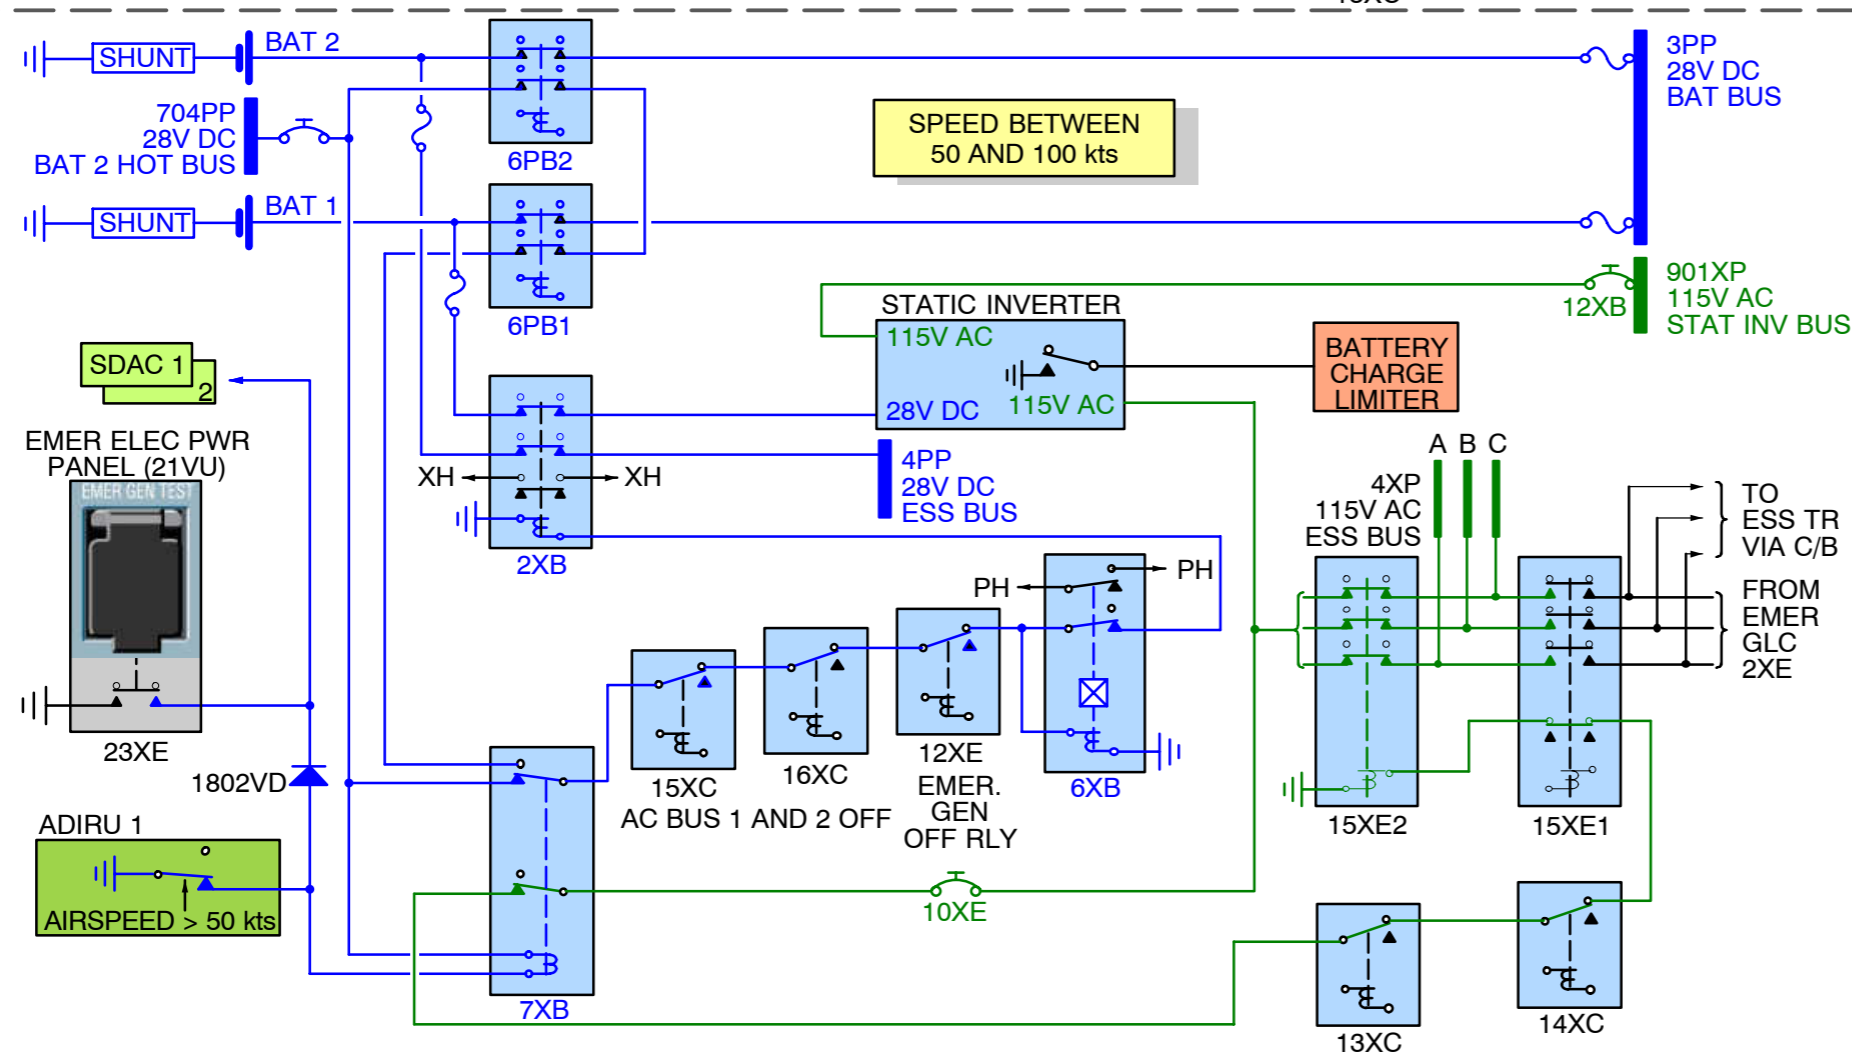 BAT 2
SHUNT
3PP
28V DC
BAT BUS
704PP
28V DC
BAT 2 HOT BUS
6PB2
SPEED BETWEEN
50 AND 100 kts
BAT 1
SHUNT
6PB1
901XP
115V AC
STAT INV BUS
12XB
STATIC INVERTER
115V AC
28V DC
115V AC
BATTERY
CHARGE
LIMITER
SDAC 1
2
EMER ELEC PWR
PANEL (21VU)
EMER GEN TEST
23XE
XH
XH
2XB
4PP
28V DC
ESS BUS
A B C
4XP
115V AC
ESS BUS
TO
ESS TR
VIA C/B
FROM
EMER
GLC
2XE
PH
PH
15XC
16XC
AC BUS 1 AND 2 OFF
12XE
EMER.
GEN
OFF RLY
6XB
15XE2
15XE1
1802VD
ADIRU 1
AIRSPEED > 50 kts
7XB
10XE
13XC
14XC